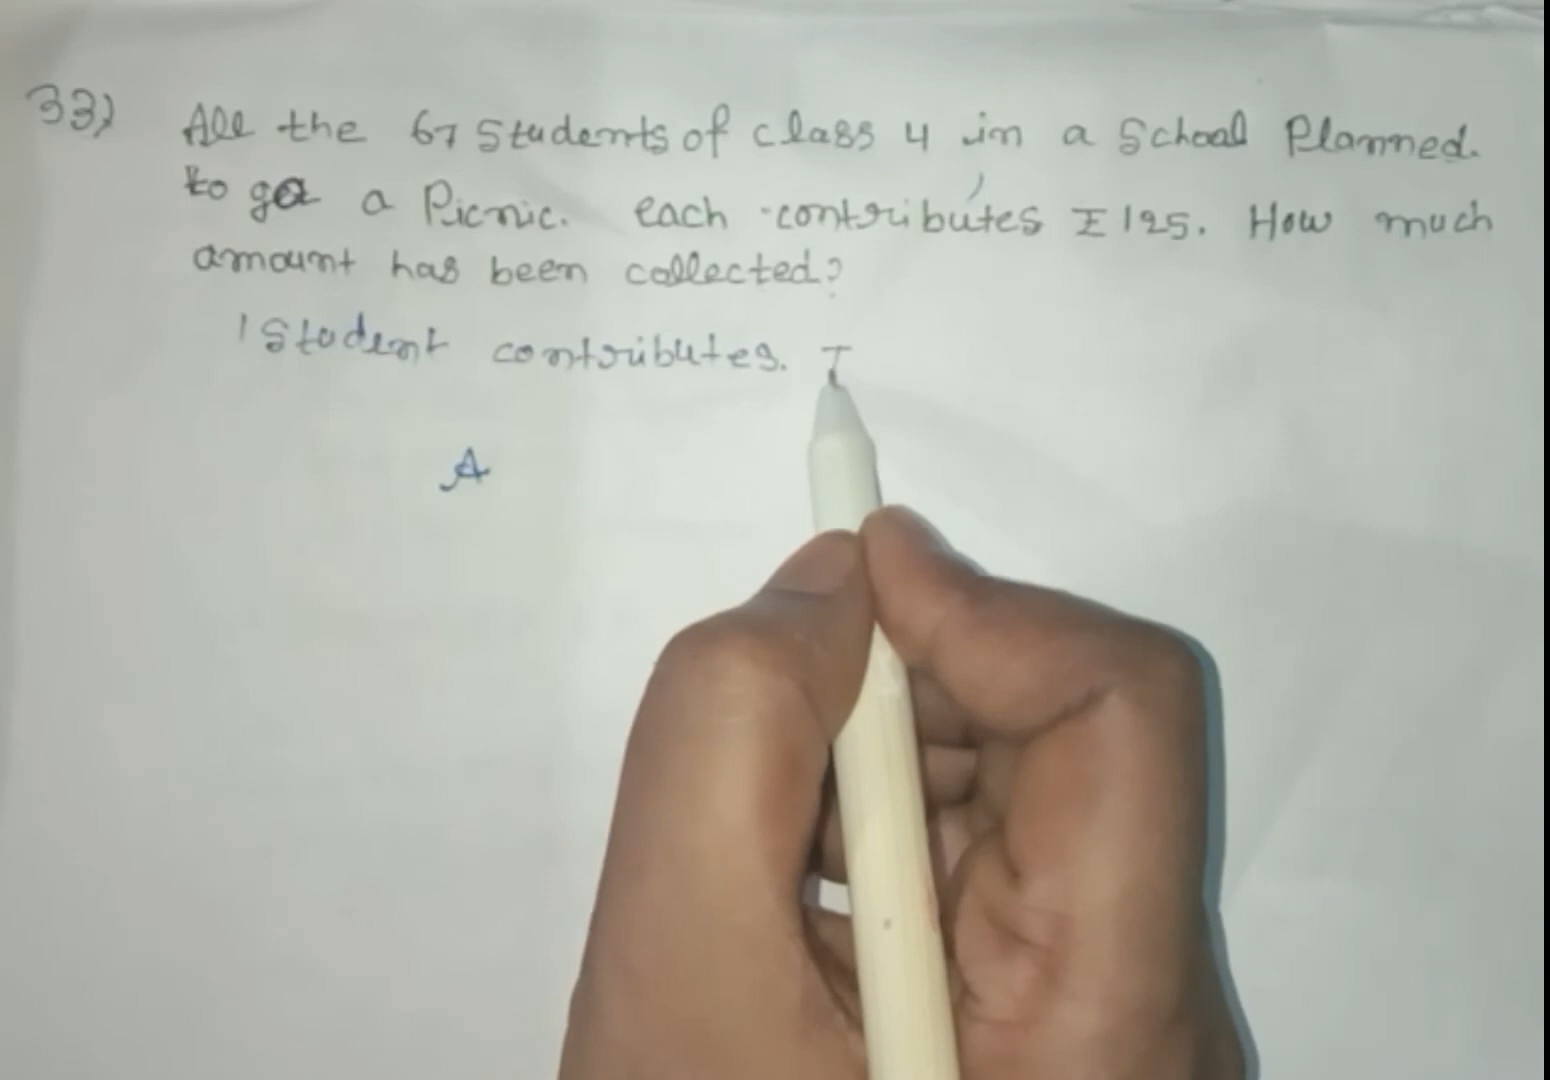 33) All the 67 Students of class 4 in a School Planned.
to go a Picnic. each contributes ₹125. How much
amount has been collected?
1 Student contributes.
A